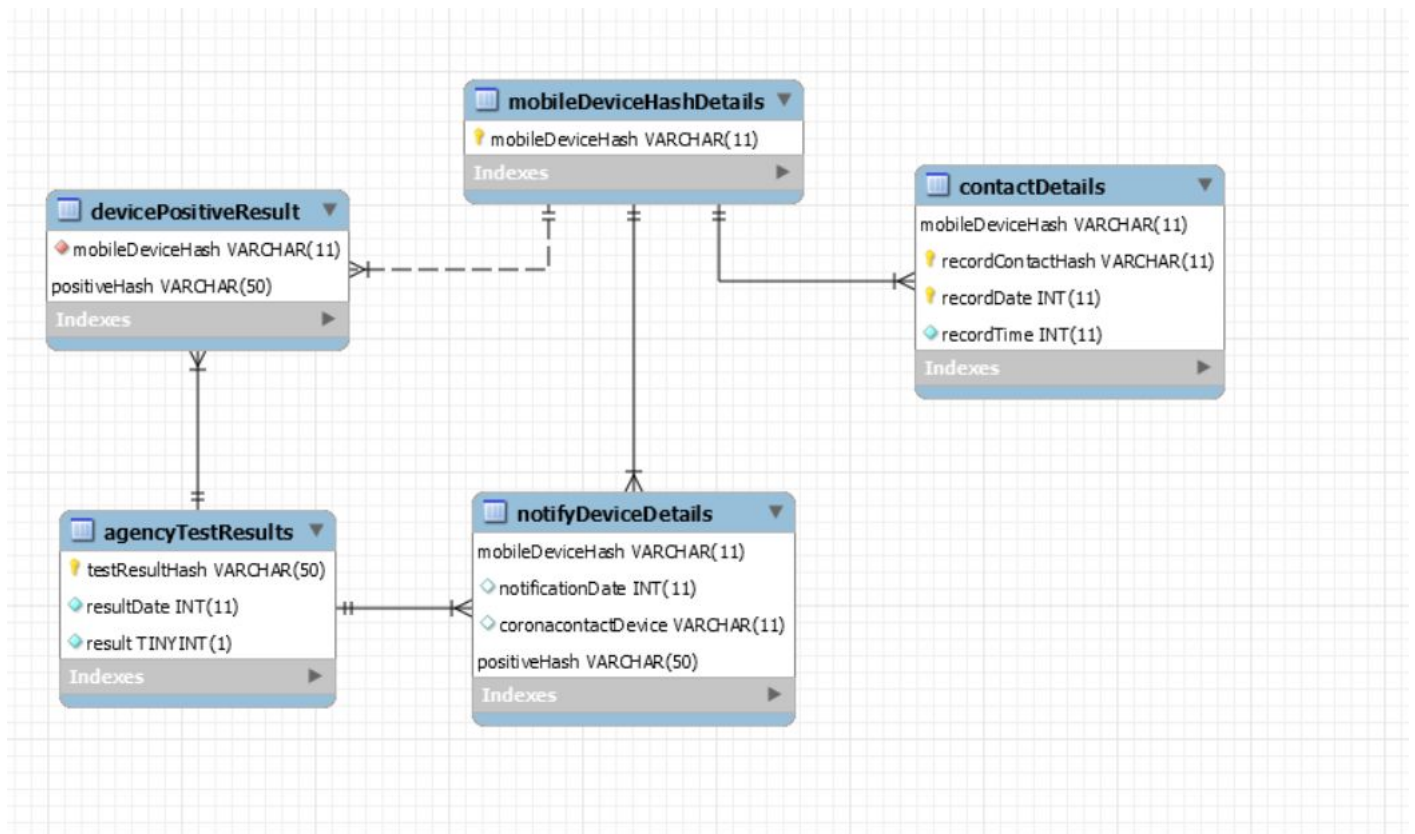 mobileDeviceHashDetails
mobileDeviceHash VARCHAR(11)
Indexes
contactDetails
mobileDeviceHash VARCHAR(11)
recordContactHash VARCHAR(11)
recordDate INT(11)
recordTime INT(11)
Indexes
devicePositiveResult
mobileDeviceHash VARCHAR(11)
positiveHash VARCHAR(50)
Indexes
agencyTestResults
testResultHash VARCHAR(50)
resultDate INT(11)
result TINYINT(1)
Indexes
notifyDeviceDetails
mobileDeviceHash VARCHAR(11)
notificationDate INT(11)
coronacontactDevice VARCHAR(11)
positiveHash VARCHAR(50)
Indexes